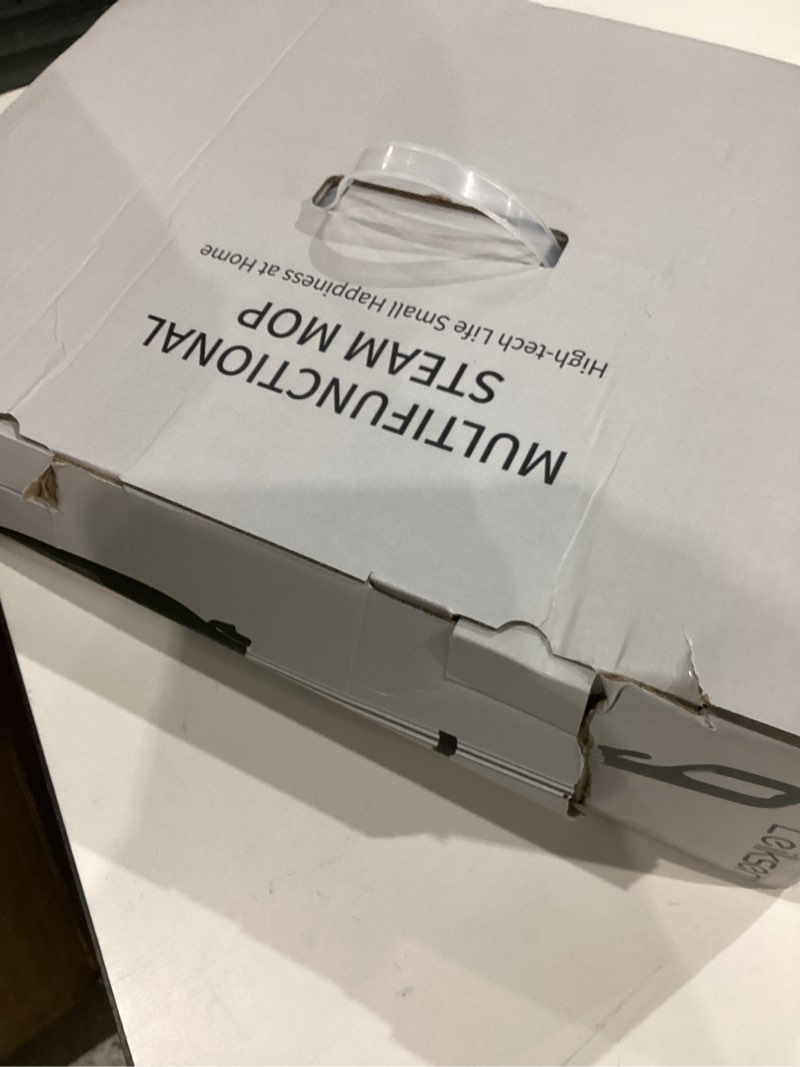 MULTIFUNCTIONAL
STEAM MOP
High-tech Life Small Happiness at Home